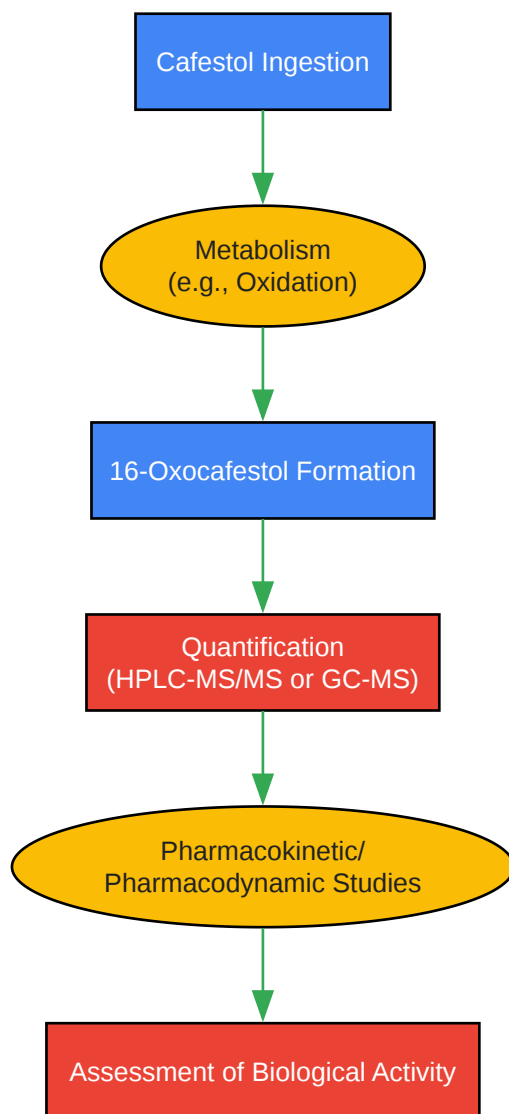 Cafestol Ingestion
Metabolism
(e.g., Oxidation)
16-Oxocafestol Formation
Quantification
(HPLC-MS/MS or GC-MS)
Pharmacokinetic/
Pharmacodynamic Studies
Assessment of Biological Activity